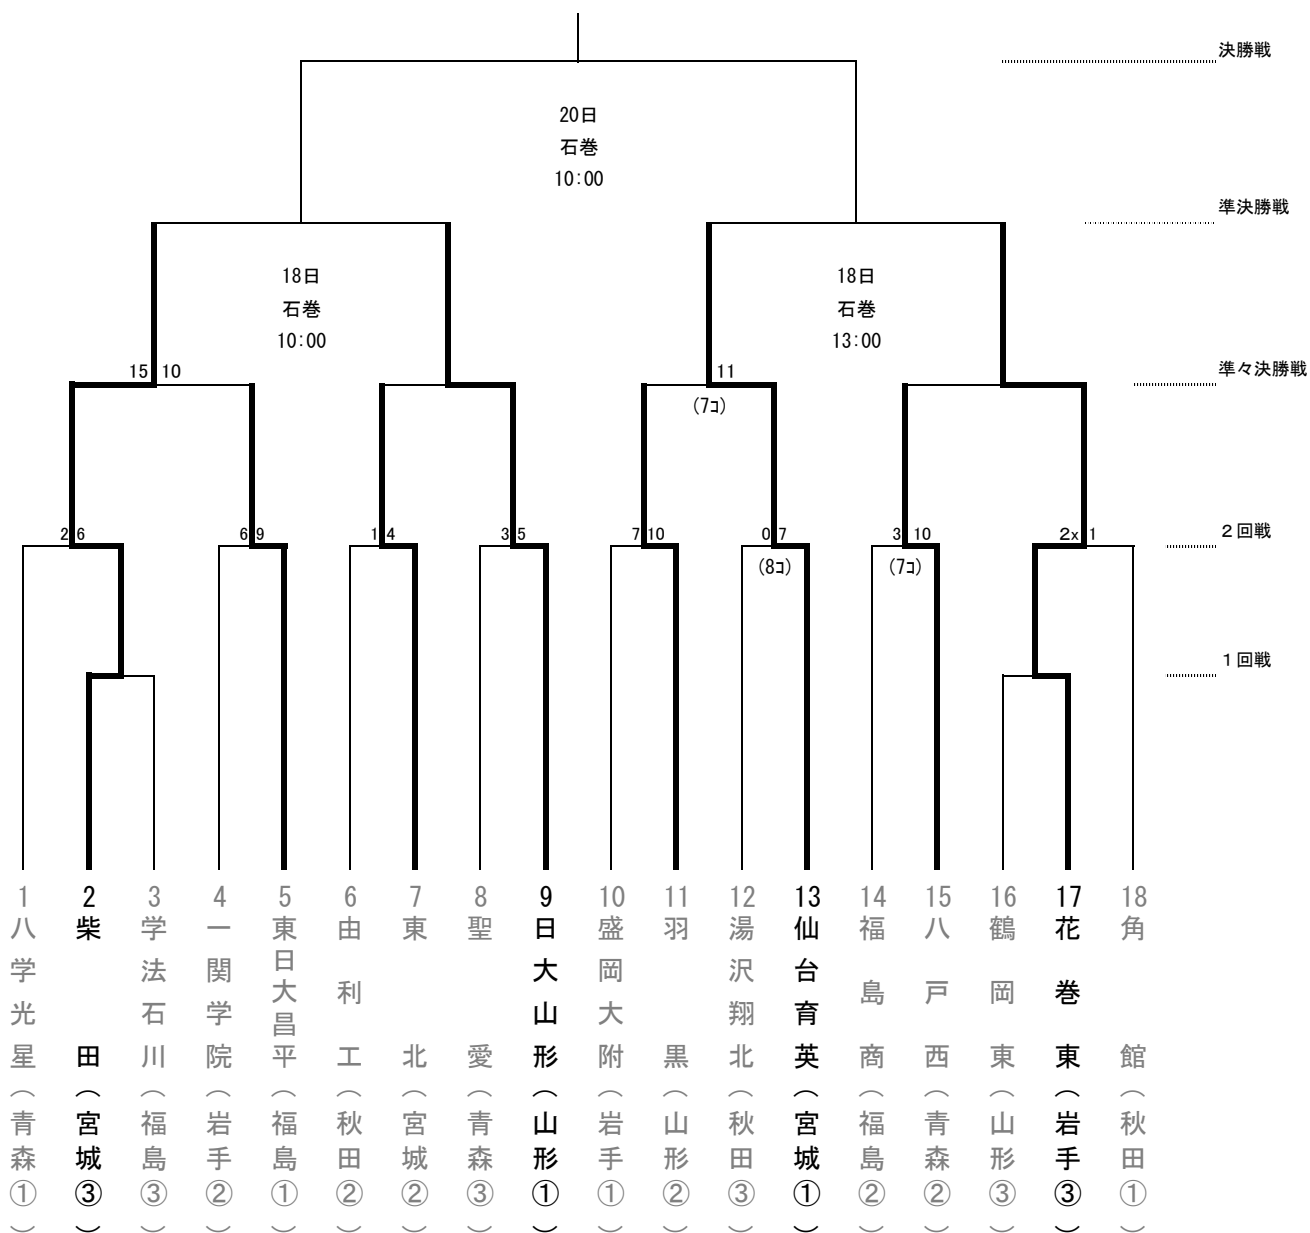 決勝戦
20日
石巻
10:00
準決勝戦
18日
石巻
10:00
18日
石巻
13:00
準々決勝戦
15 10
11
(7コ)
2回戦
2 6
6 9
1 4
3 5
7 10
0 7
(8コ)
3 10
(7コ)
2x 1
1回戦
1 八学光星(青森①)
2 柴田(宮城③)
3 学法石川(福島③)
4 一関学院(岩手②)
5 東日大昌平(福島①)
6 由利工(秋田②)
7 東北(宮城②)
8 聖愛(青森③)
9 日大山形(山形①)
10 盛岡大附(岩手①)
11 羽黒(山形②)
12 湯沢翔北(秋田③)
13 仙台育英(宮城①)
14 福島商(福島②)
15 八戸西(青森②)
16 鶴岡東(山形③)
17 花巻東(岩手③)
18 角館(秋田①)